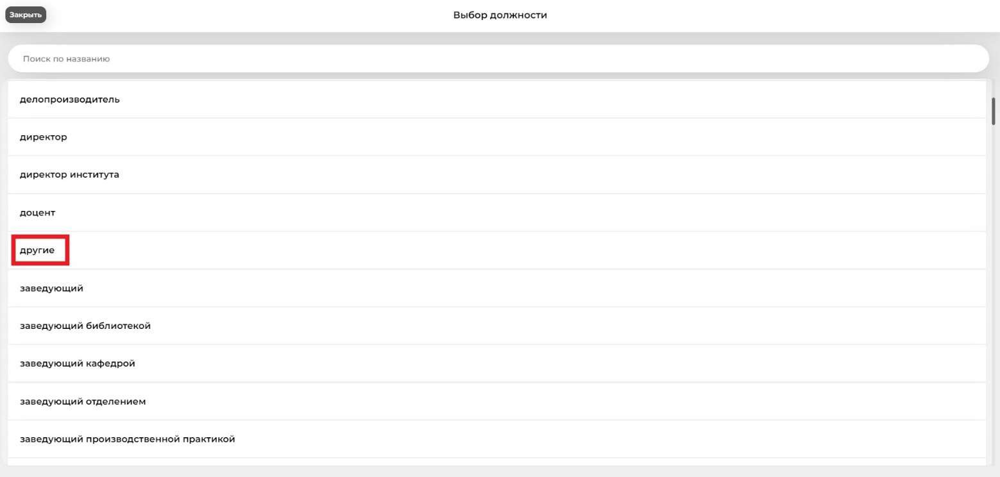 Закрыть
Выбор должности
Поиск по названию
делопроизводитель
директор
директор института
доцент
другие
заведующий
заведующий библиотекой
заведующий кафедрой
заведующий отделением
заведующий производственной практикой